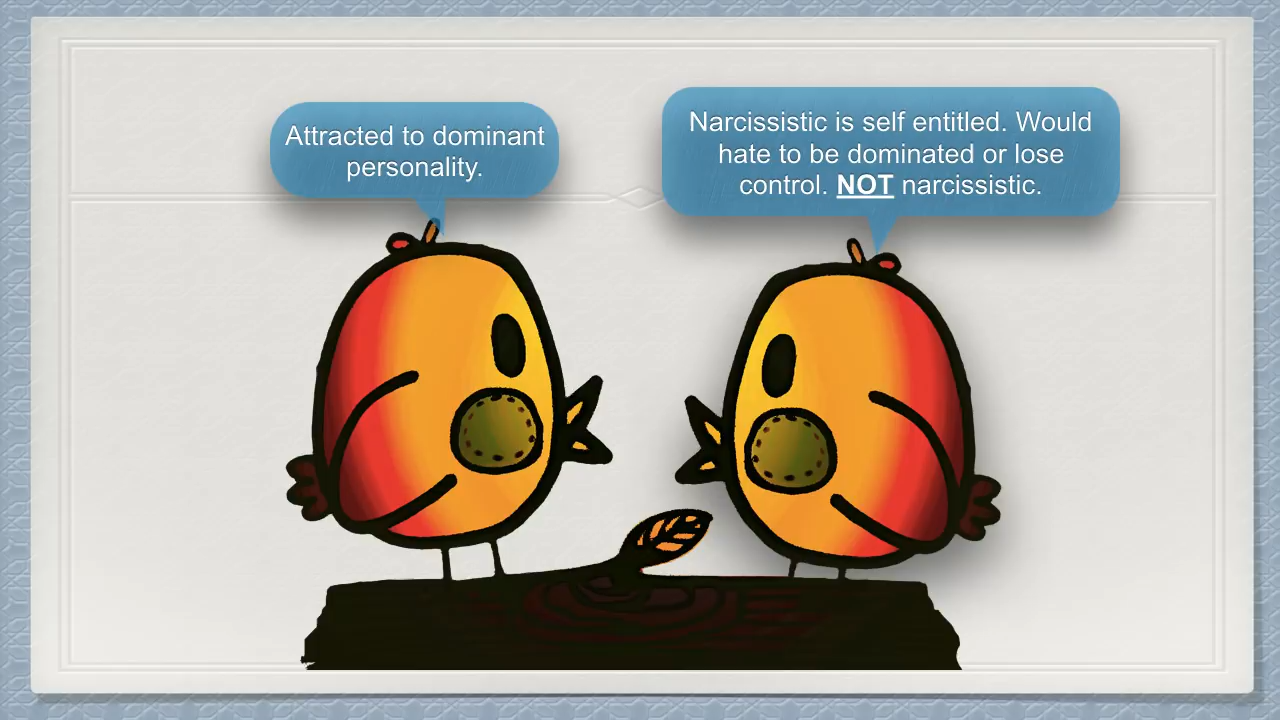 Attracted to dominant
personality.
Narcissistic is self entitled. Would
hate to be dominated or lose
control. NOT narcissistic.